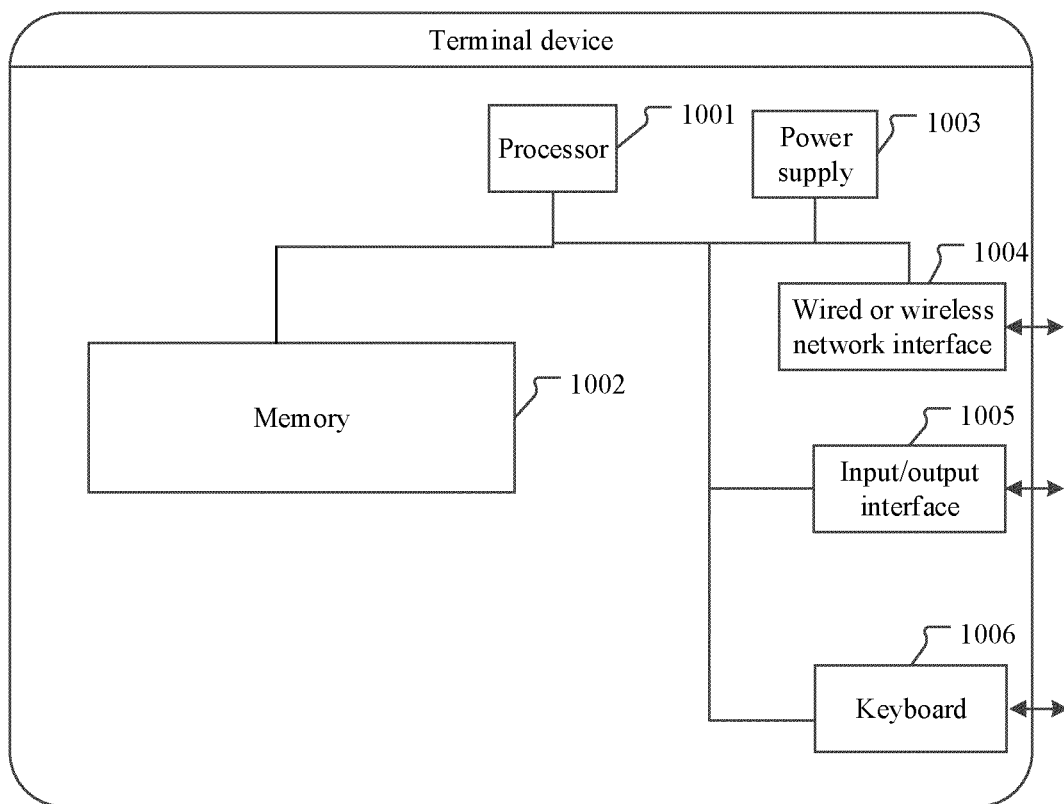 Terminal device
1001
Processor
1003
Power
supply
1004
Wired or wireless
network interface
1002
Memory
1005
Input/output
interface
1006
Keyboard